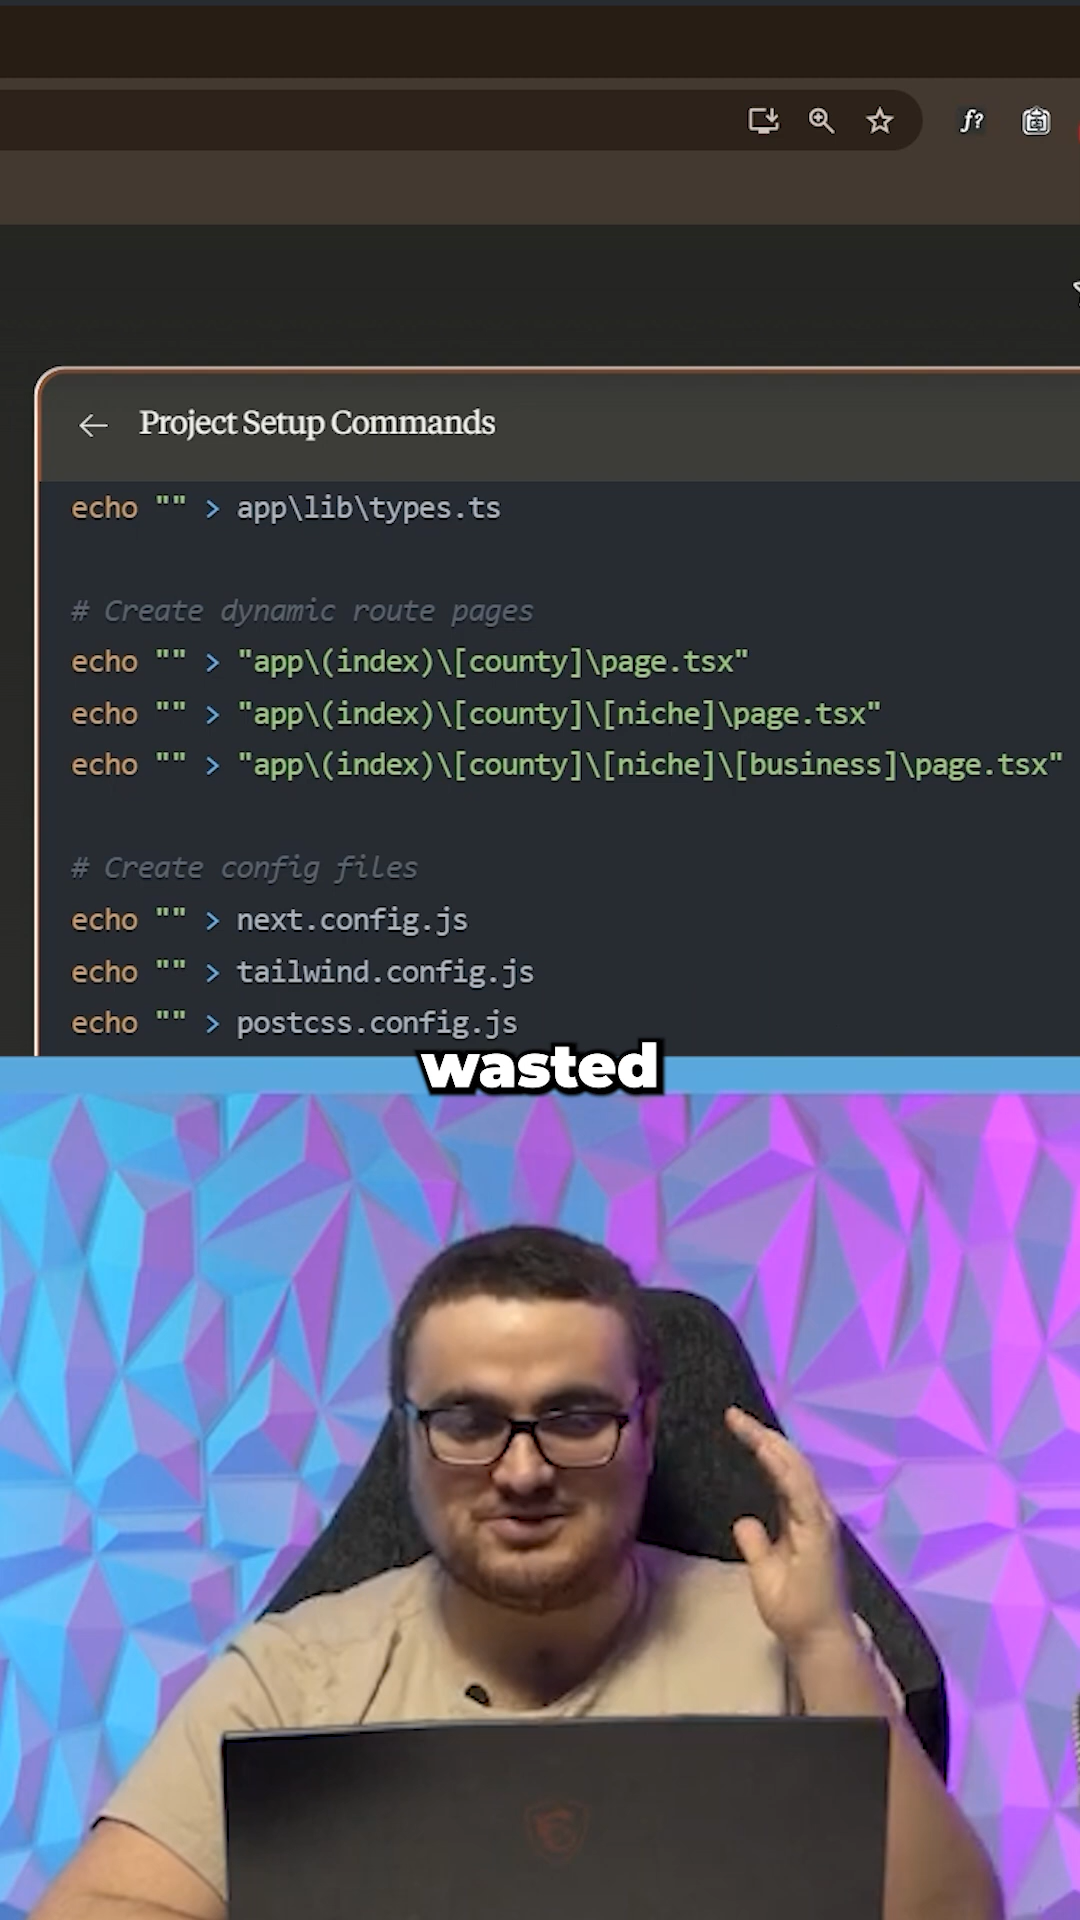 f?
Project Setup Commands
echo "" > app\lib\types.ts
# Create dynamic route pages
echo "" > "app\(index)\[county]\page.tsx"
echo "" > "app\(index)\[county]\[niche]\page.tsx"
echo "" > "app\(index)\[county]\[niche]\[business]\page.tsx"
# Create config files
echo "" > next.config.js
echo "" > tailwind.config.js
echo "" > postcss.config.js
wasted